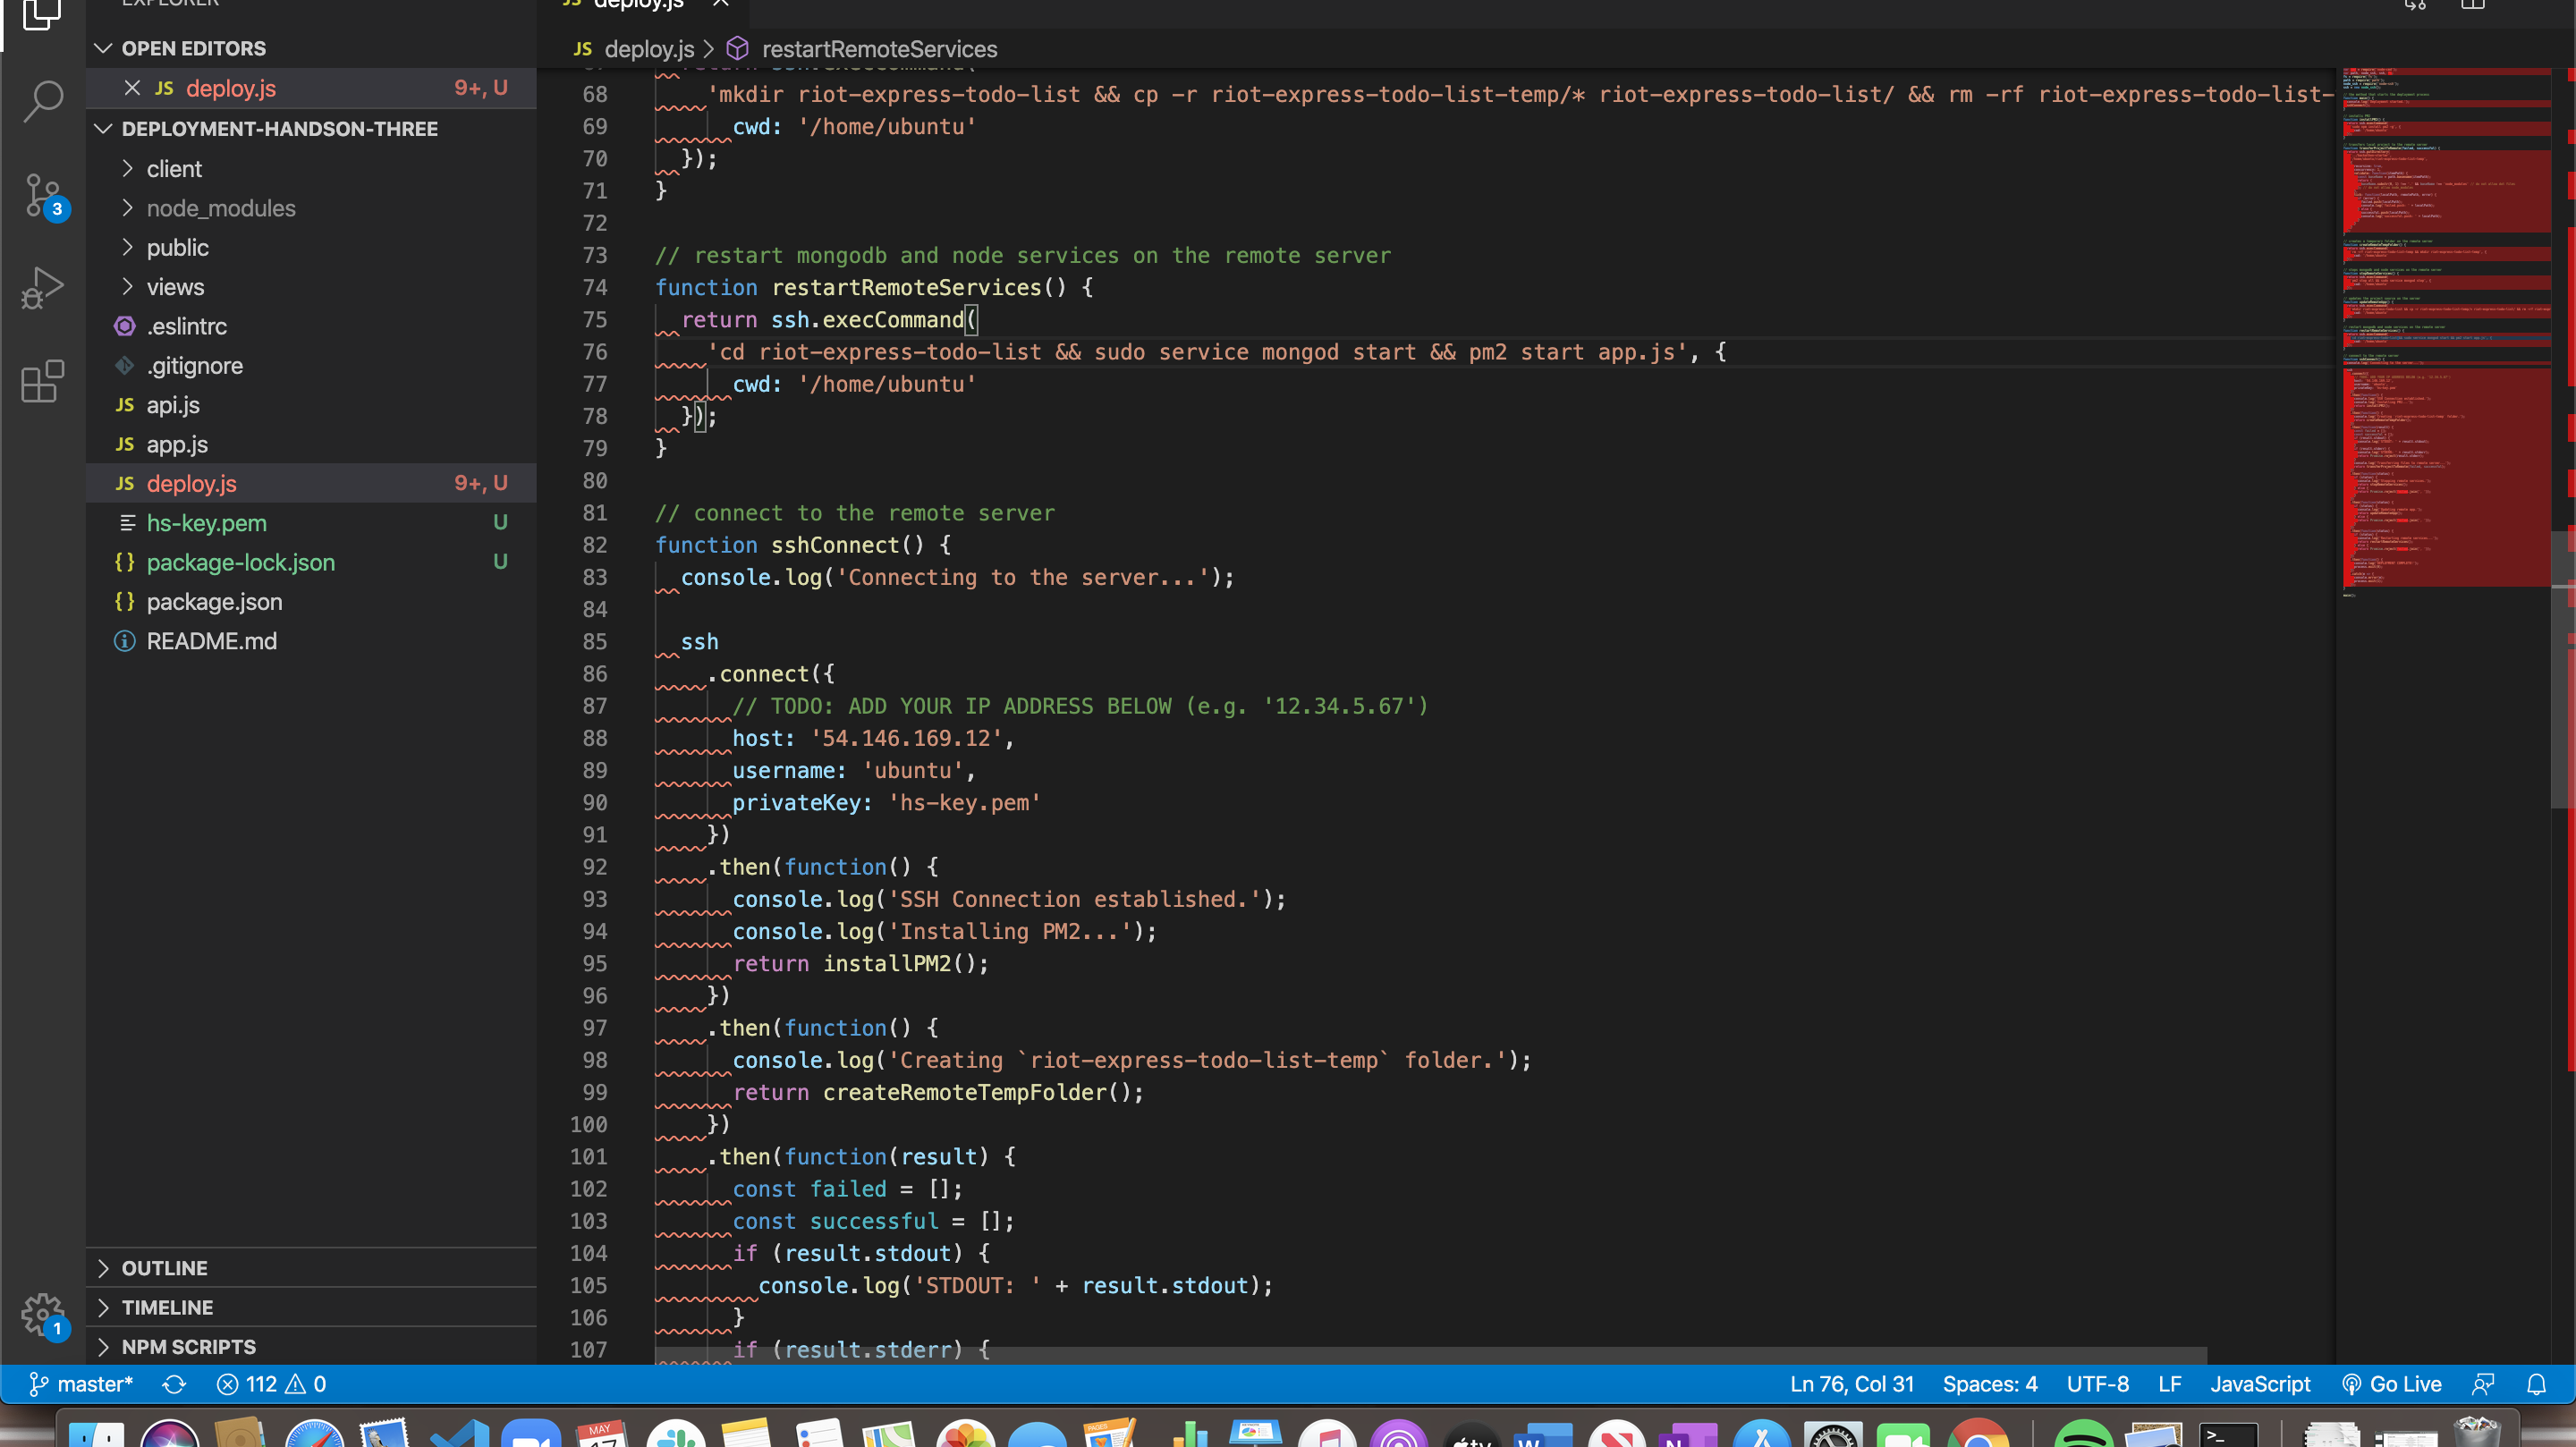 EXPLORER
OPEN EDITORS
JS deploy.js 9+, U
DEPLOYMENT-HANDSON-THREE
client
node_modules
public
views
.eslintrc
.gitignore
JS api.js
JS app.js
JS deploy.js 9+, U
hs-key.pem U
{} package-lock.json U
{} package.json
README.md
OUTLINE
TIMELINE
NPM SCRIPTS
3
1
JS deploy.js
JS deploy.js > restartRemoteServices
68 'mkdir riot-express-todo-list && cp -r riot-express-todo-list-temp/* riot-express-todo-list/ && rm -rf riot-express-todo-list-
69 cwd: '/home/ubuntu'
70 });
71 }
72
73 // restart mongodb and node services on the remote server
74 function restartRemoteServices() {
75 return ssh.execCommand(
76 'cd riot-express-todo-list && sudo service mongod start && pm2 start app.js', {
77 cwd: '/home/ubuntu'
78 });
79 }
80
81 // connect to the remote server
82 function sshConnect() {
83 console.log('Connecting to the server...');
84
85 ssh
86 .connect({
87 // TODO: ADD YOUR IP ADDRESS BELOW (e.g. '12.34.5.67')
88 host: '54.146.169.12',
89 username: 'ubuntu',
90 privateKey: 'hs-key.pem'
91 })
92 .then(function() {
93 console.log('SSH Connection established.');
94 console.log('Installing PM2...');
95 return installPM2();
96 })
97 .then(function() {
98 console.log('Creating `riot-express-todo-list-temp` folder.');
99 return createRemoteTempFolder();
100 })
101 .then(function(result) {
102 const failed = [];
103 const successful = [];
104 if (result.stdout) {
105 console.log('STDOUT: ' + result.stdout);
106 }
107 if (result.stderr) {
master* 112 0 Ln 76, Col 31 Spaces: 4 UTF-8 LF JavaScript Go Live
MAY
PAGES